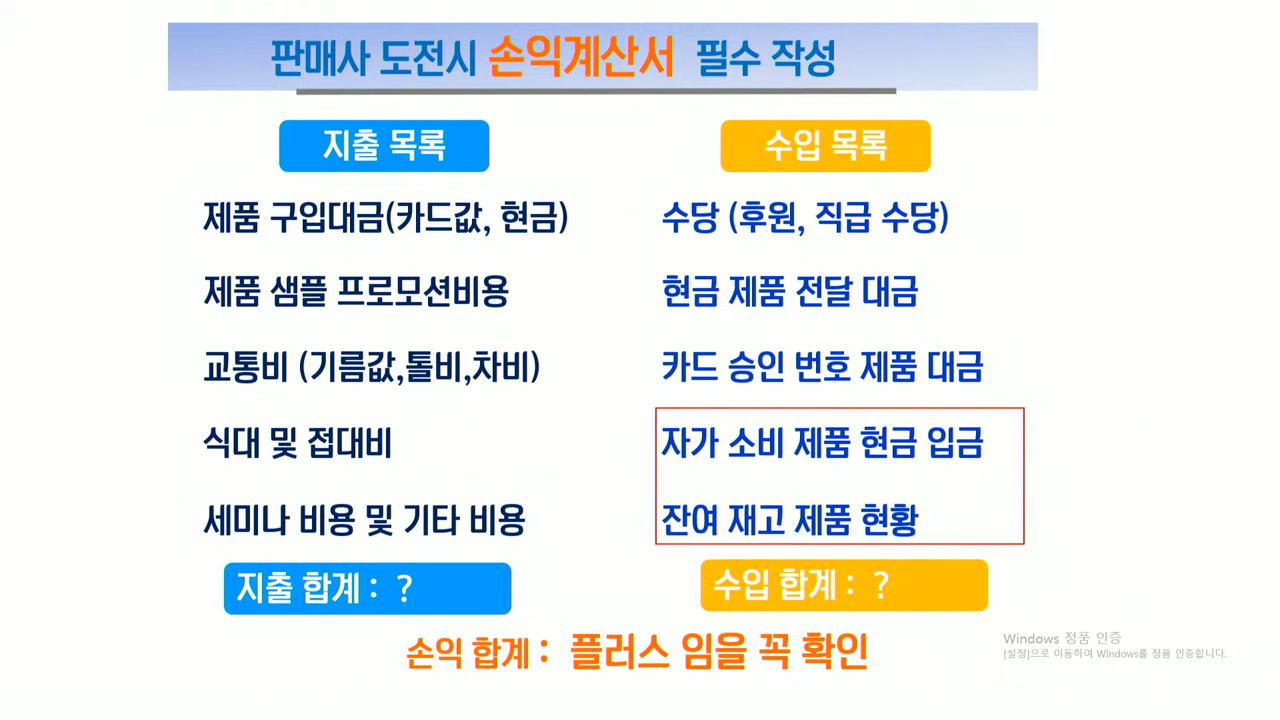 판매사 도전시 손익계산서 필수 작성
지출 목록
제품 구입대금(카드값, 현금)
제품 샘플 프로모션비용
교통비 (기름값,톨비,차비)
식대 및 접대비
세미나 비용 및 기타 비용
지출 합계 : ?
수입 목록
수당 (후원, 직급 수당)
현금 제품 전달 대금
카드 승인 번호 제품 대금
자가 소비 제품 현금 입금
잔여 재고 제품 현황
수입 합계 : ?
손익 합계 : 플러스 임을 꼭 확인
Windows 정품 인증
[설정]으로 이동하여 Windows를 정품 인증합니다.